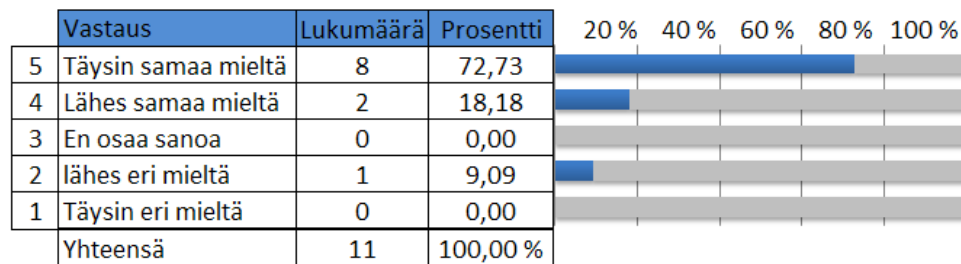 Vastaus Lukumäärä Prosentti 20 % 40 % 60 % 80 % 100 %
5 Täysin samaa mieltä 8 72,73
4 Lähes samaa mieltä 2 18,18
3 En osaa sanoa 0 0,00
2 lähes eri mieltä 1 9,09
1 Täysin eri mieltä 0 0,00
Yhteensä 11 100,00 %